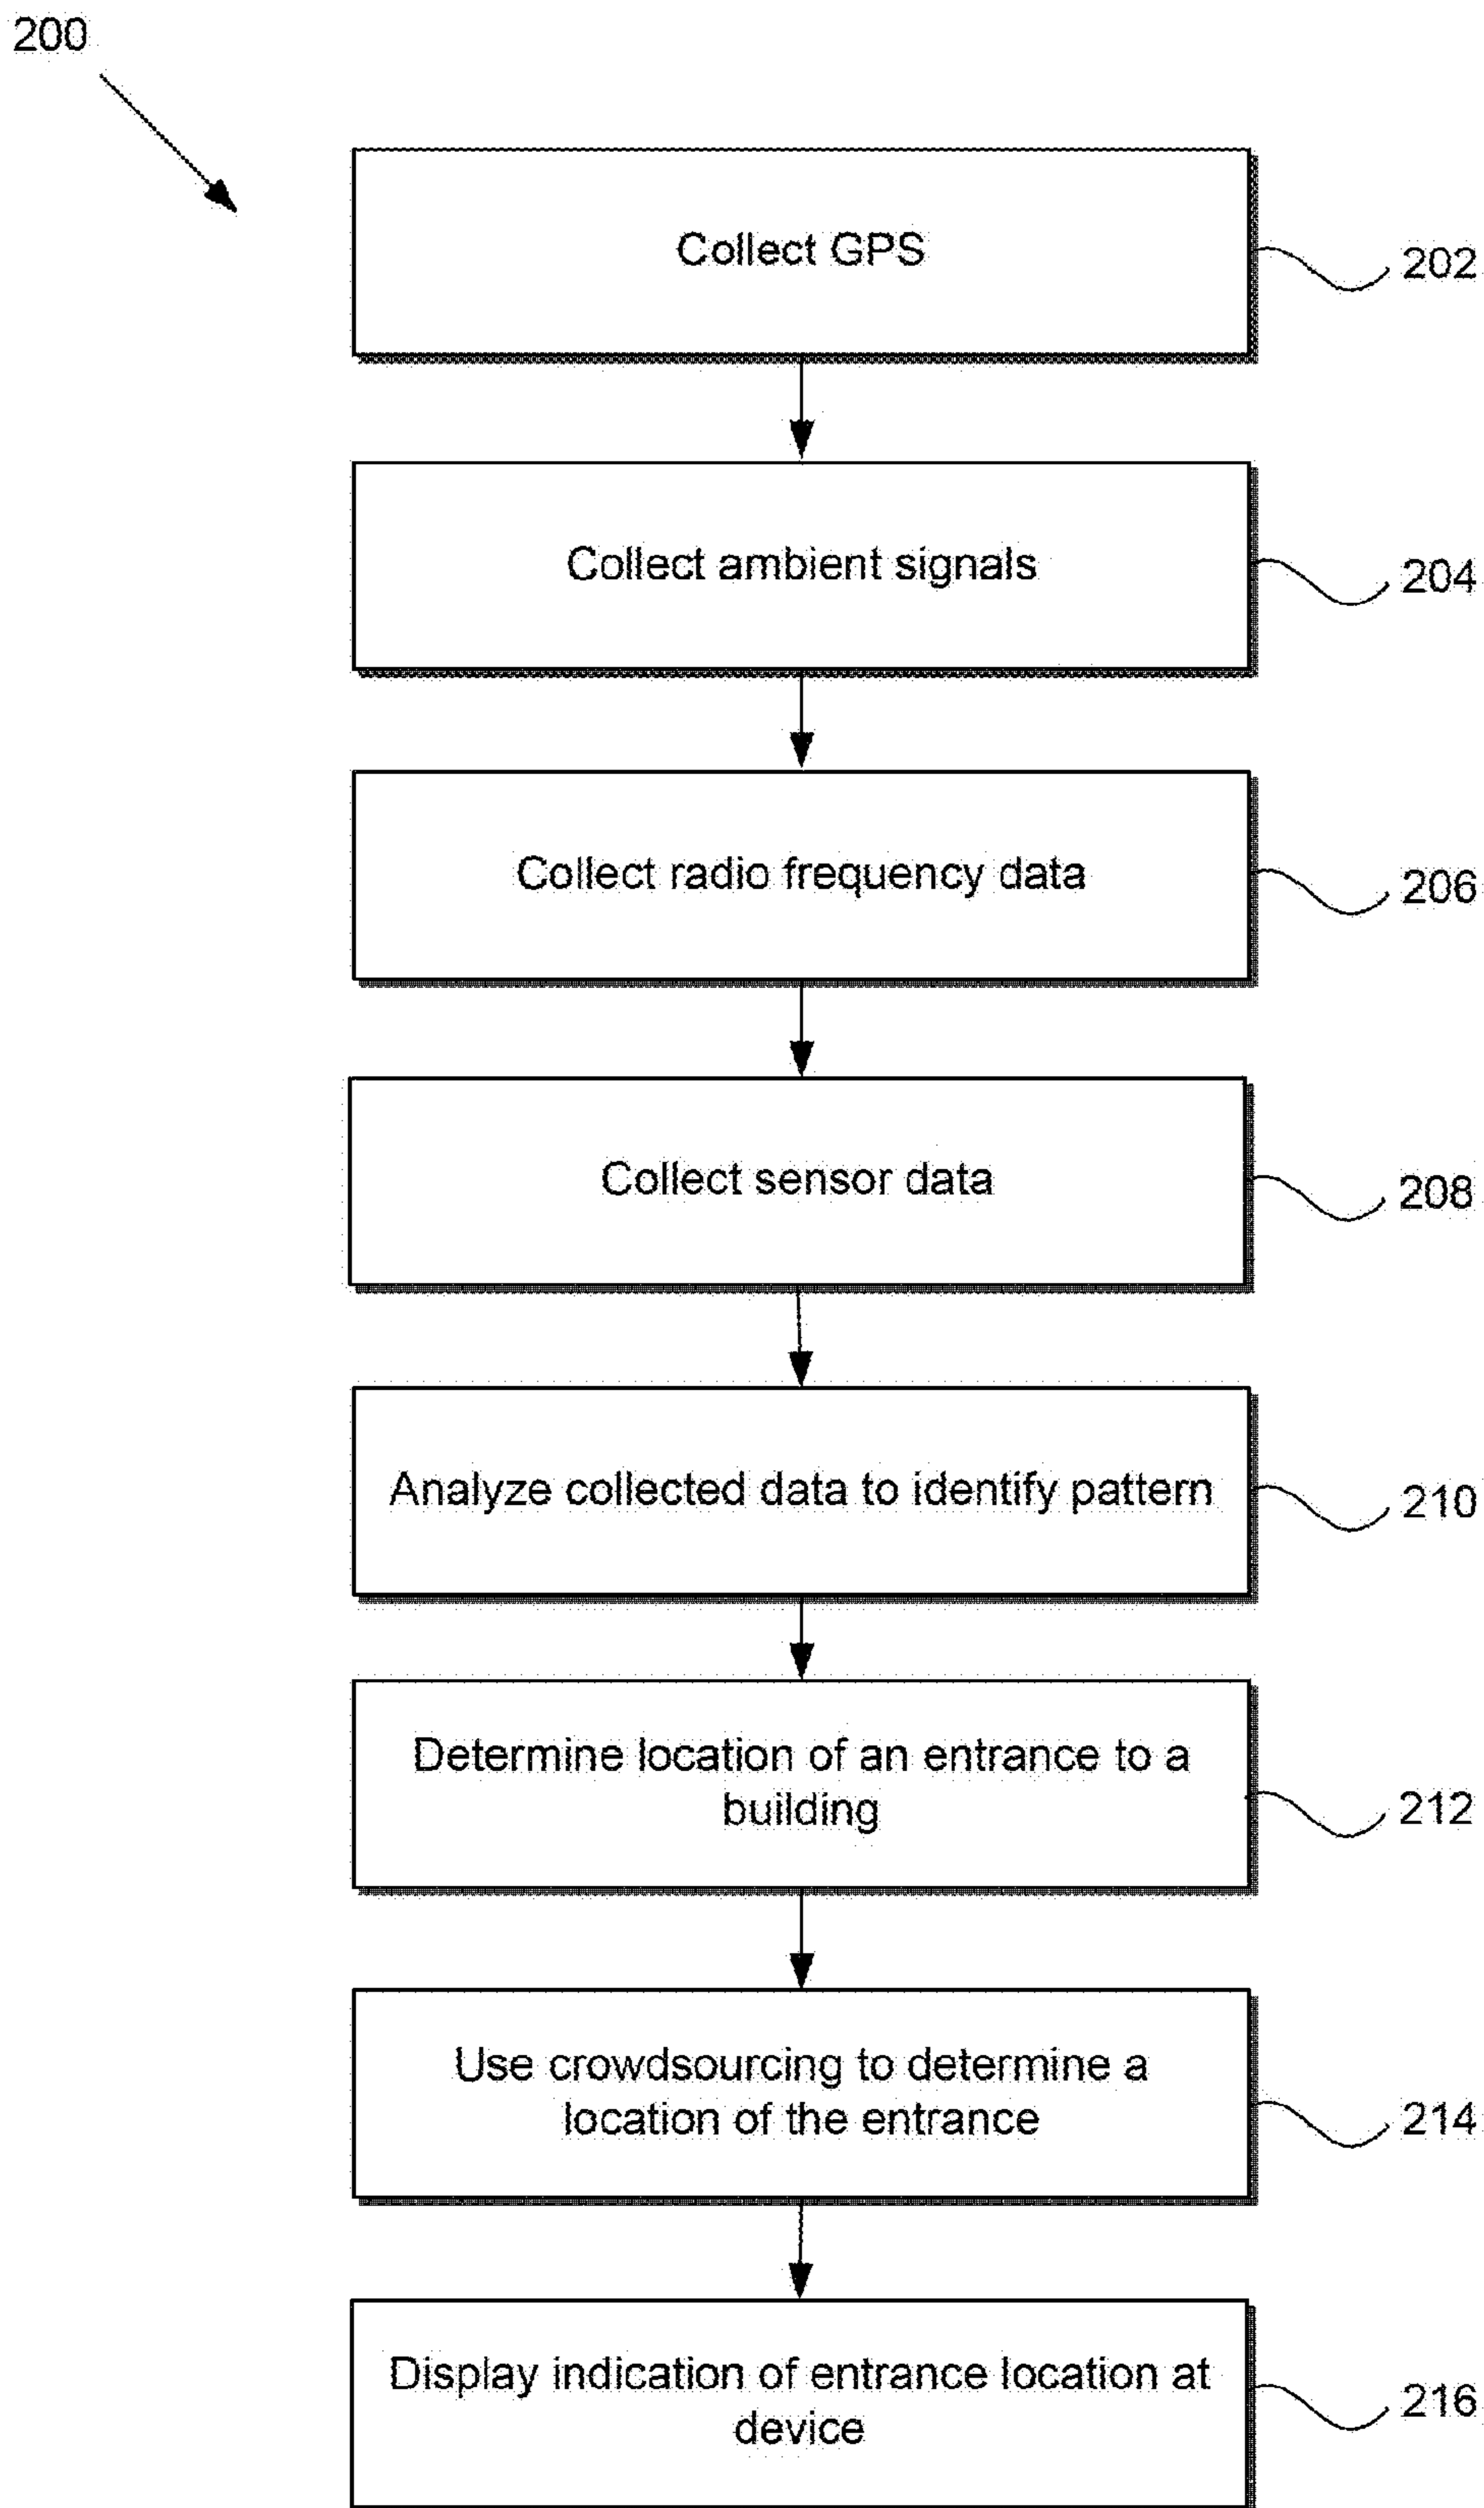 200
Collect GPS
202
Collect ambient signals
204
Collect radio frequency data
206
Collect sensor data
208
Analyze collected data to identify pattern
210
Determine location of an entrance to a
building
212
Use crowdsourcing to determine a
location of the entrance
214
Display indication of entrance location at
device
216